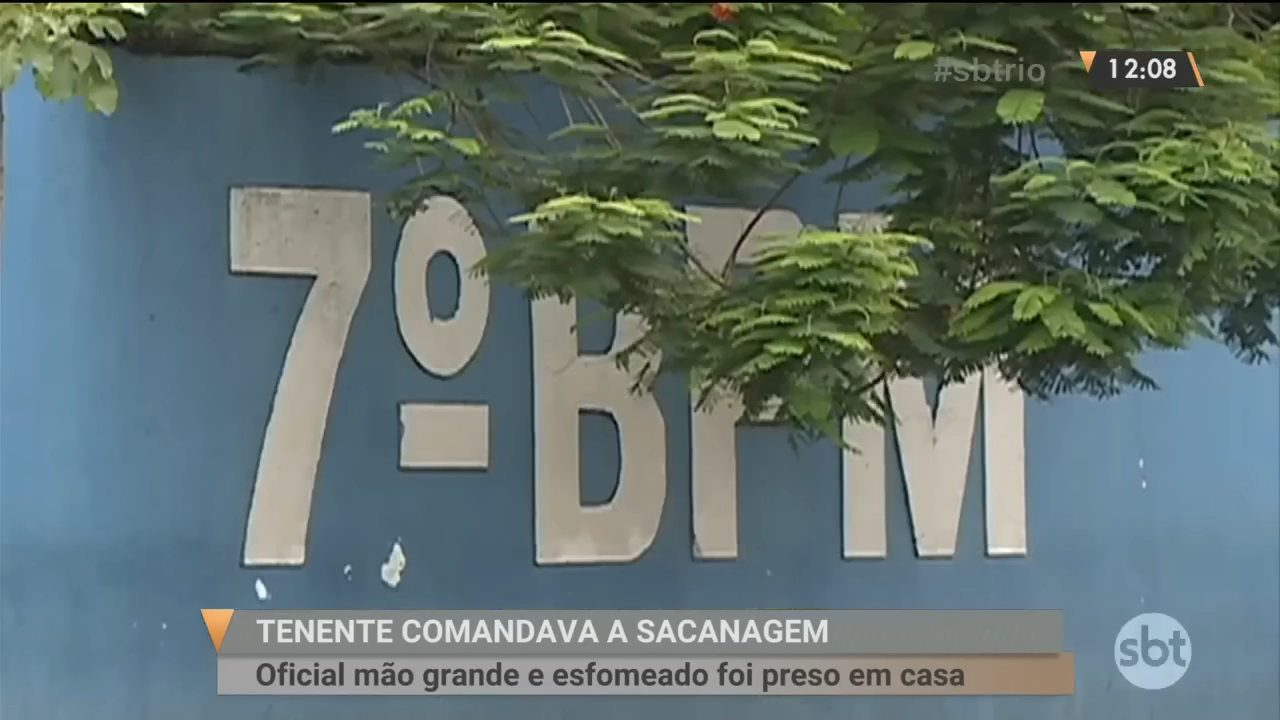 #sbtrio
12:08
7º BPM
TENENTE COMANDAVA A SACANAGEM
Oficial mão grande e esfomeado foi preso em casa
sbt